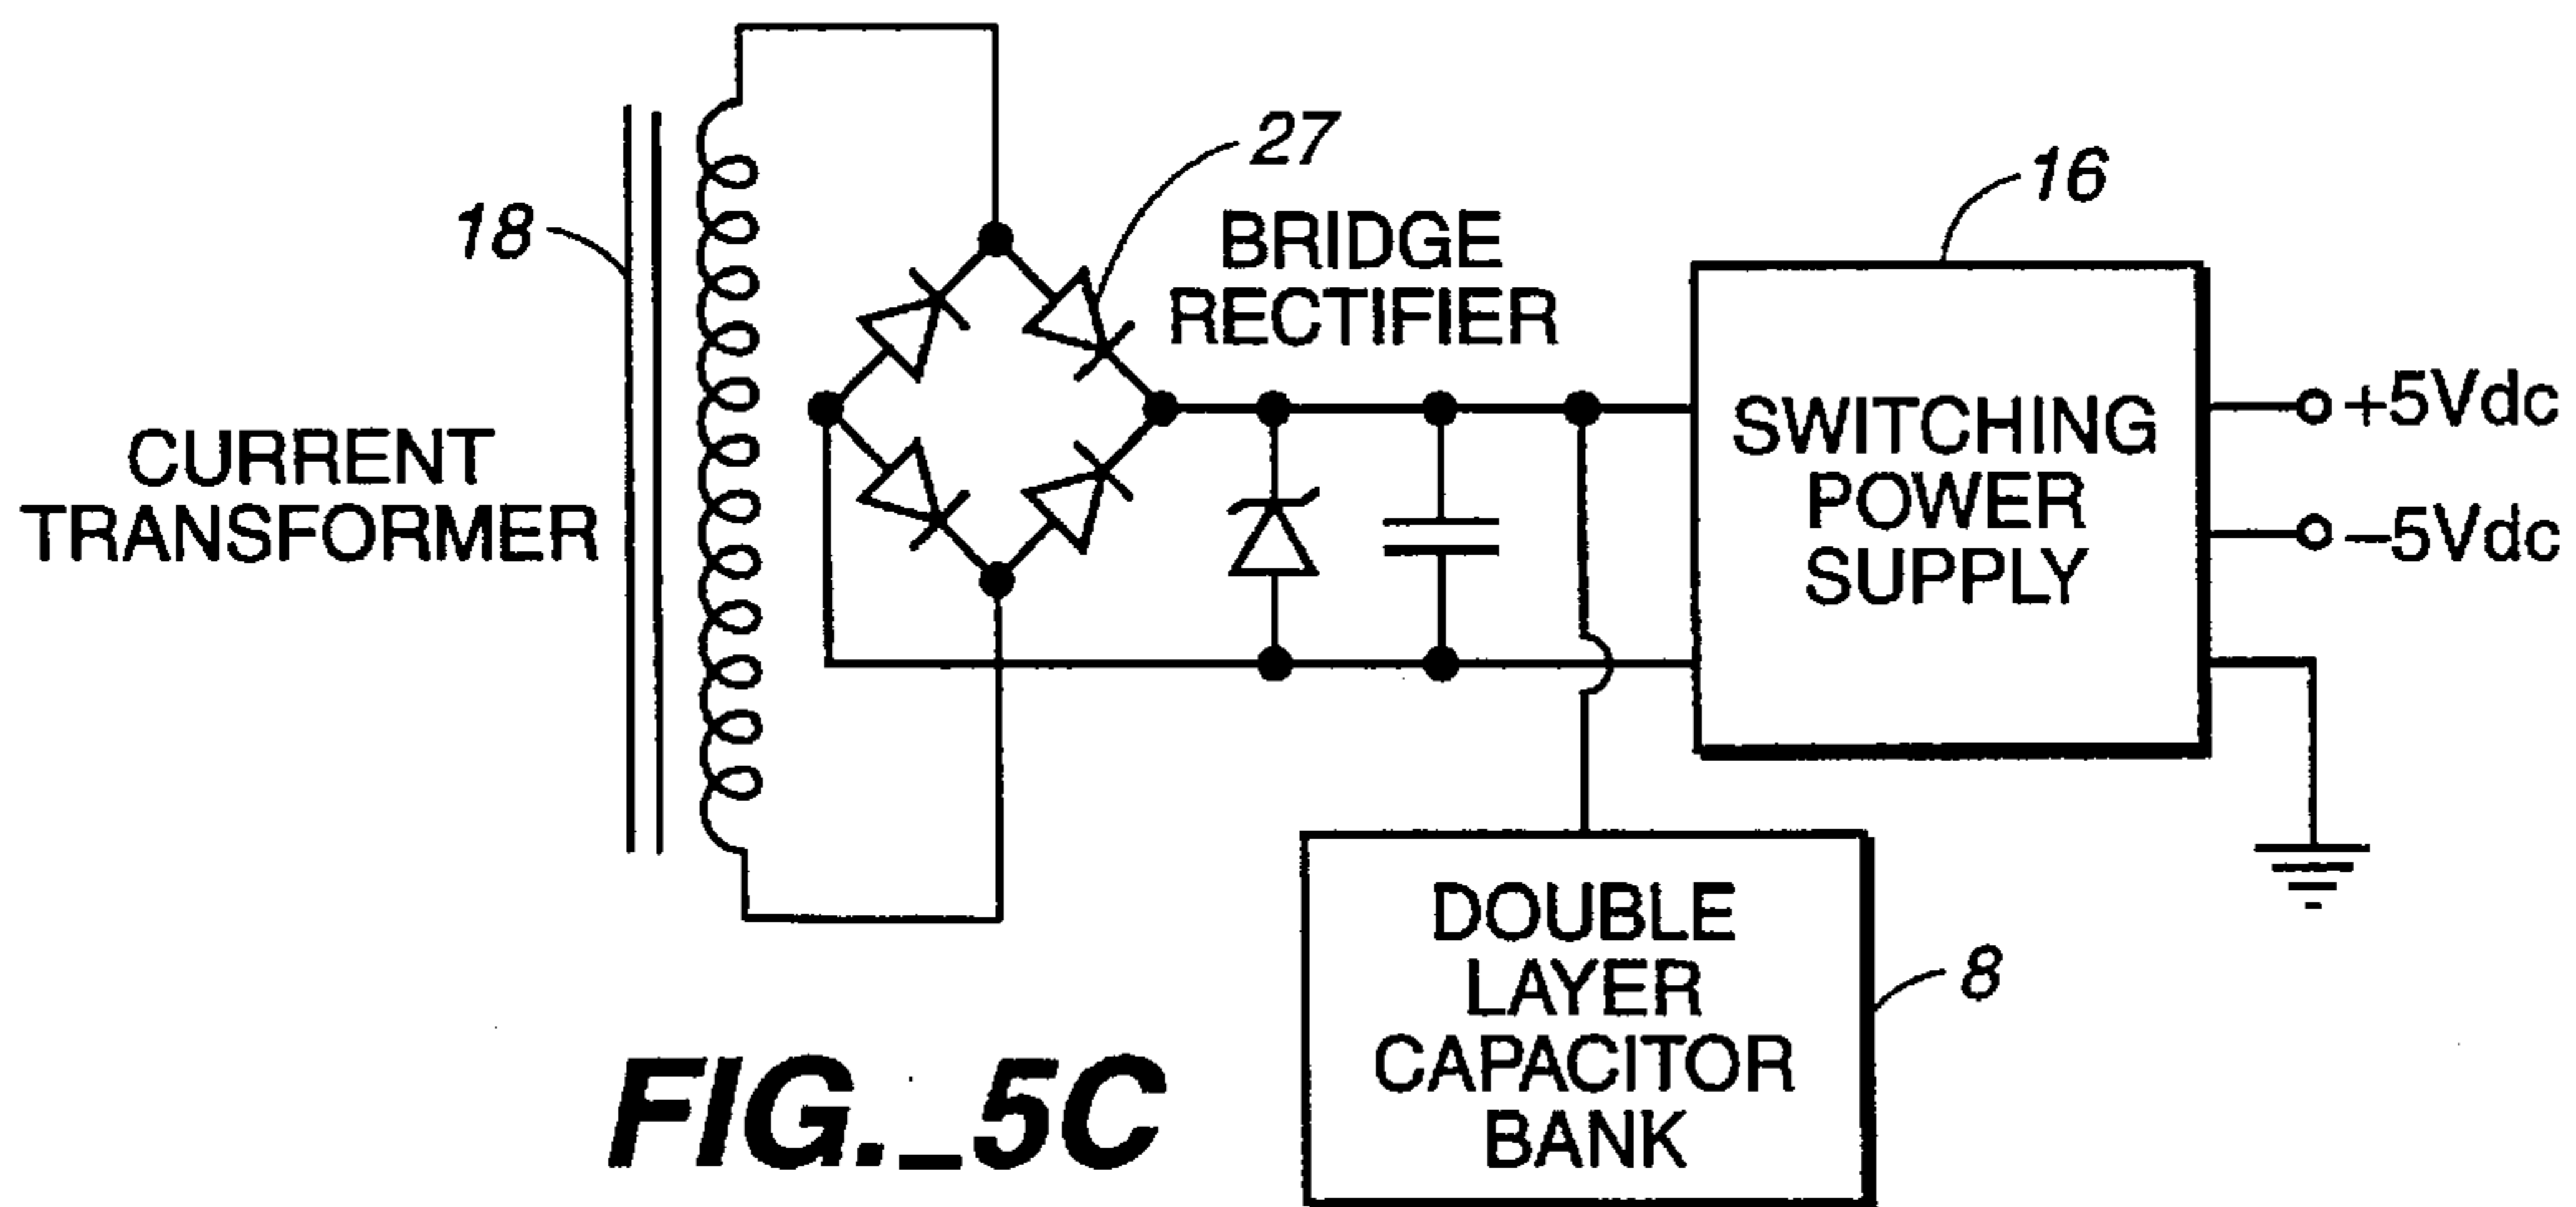 27
16
18
BRIDGE
RECTIFIER
CURRENT
TRANSFORMER
SWITCHING
POWER
SUPPLY
+5Vdc
–5Vdc
DOUBLE
LAYER
CAPACITOR
BANK
8
FIG._5C